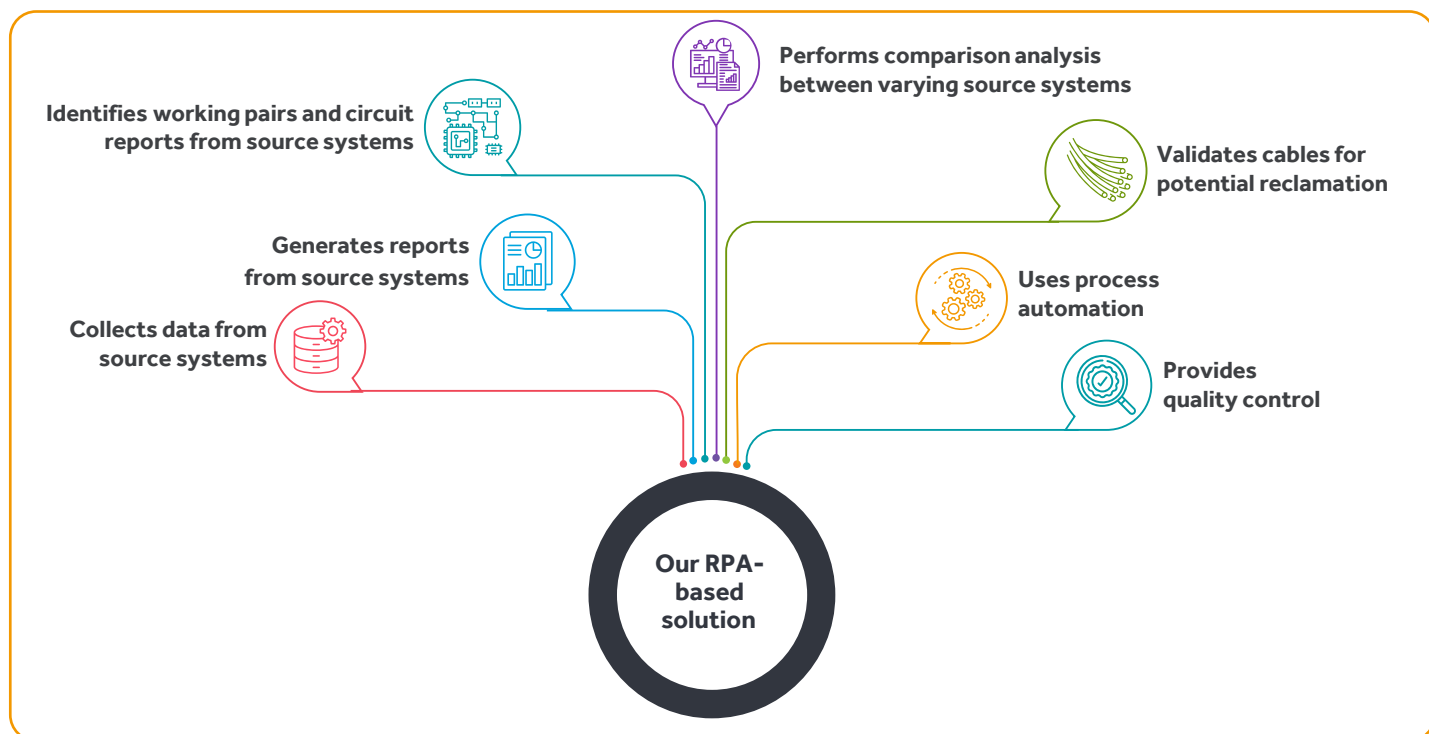 Performs comparison analysis
between varying source systems
Identifies working pairs and circuit
reports from source systems
Validates cables for
potential reclamation
Generates reports
from source systems
Uses process
automation
Collects data from
source systems
Provides
quality control
Our RPA-
based
solution